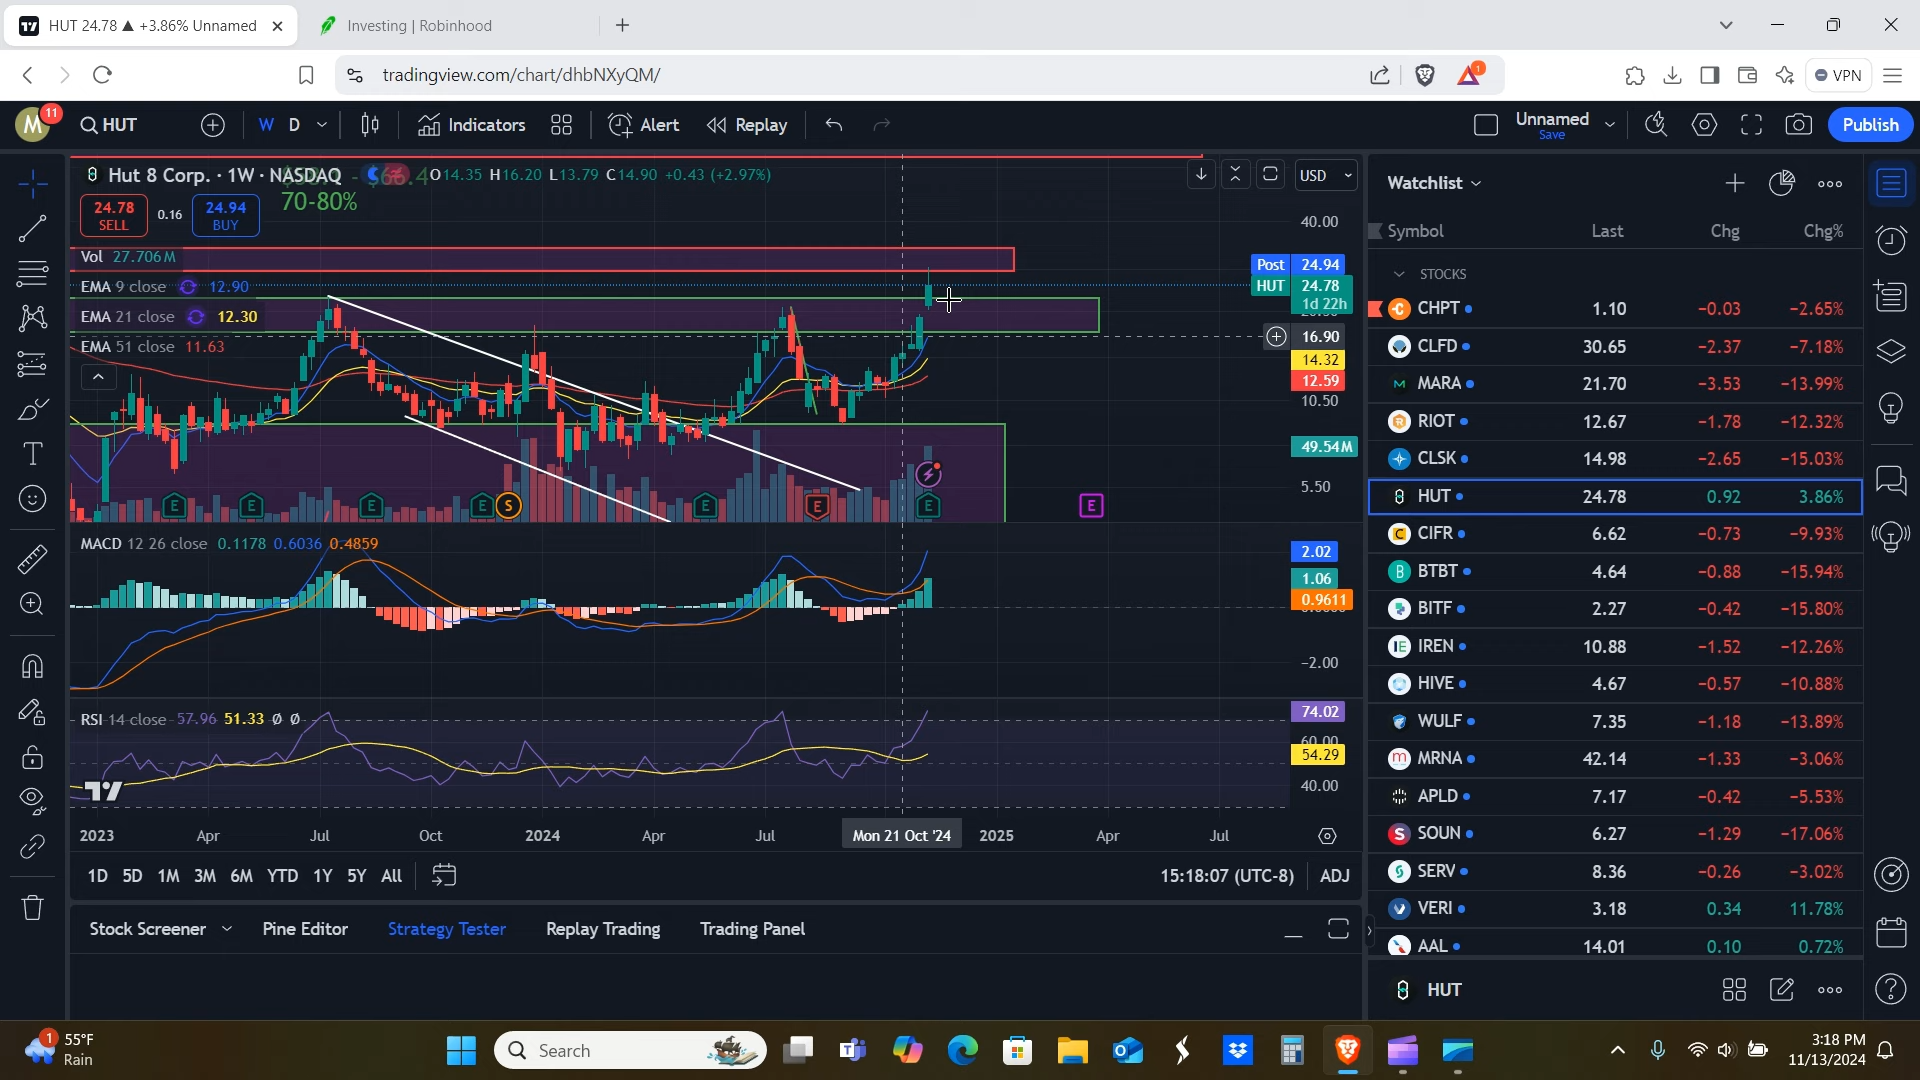 HUT 24.78 ▲ +3.86% Unnamed
Investing | Robinhood
tradingview.com/chart/dhbNXyQM/
1
VPN
M
11
HUT
W
D
Indicators
Alert
Replay
Unnamed
Save
Publish
Hut 8 Corp. · 1W · NASDAQ
O14.35 H16.20 L13.79 C14.90 +0.43 (+2.97%)
USD
24.78
SELL
0.16
24.94
BUY
70-80%
Vol 27.706M
EMA 9 close 12.90
EMA 21 close 12.30
EMA 51 close 11.63
40.00
Post 24.94
HUT 24.78
1d 22h
16.90
14.32
12.59
10.50
49.54M
5.50
E
E
E
E
S
E
E
E
E
MACD 12 26 close 0.1178 0.6036 0.4859
2.02
1.06
0.9611
−2.00
RSI 14 close 57.96 51.33 Ø Ø
74.02
60.00
54.29
40.00
2023
Apr
Jul
Oct
2024
Apr
Jul
Mon 21 Oct '24
2025
Apr
Jul
1D
5D
1M
3M
6M
YTD
1Y
5Y
All
15:18:07 (UTC-8)
ADJ
Stock Screener
Pine Editor
Strategy Tester
Replay Trading
Trading Panel
Watchlist
Symbol Last Chg Chg%
STOCKS
CHPT 1.10 −0.03 −2.65%
CLFD 30.65 −2.37 −7.18%
MARA 21.70 −3.53 −13.99%
RIOT 12.67 −1.78 −12.32%
CLSK 14.98 −2.65 −15.03%
HUT 24.78 0.92 3.86%
CIFR 6.62 −0.73 −9.93%
BTBT 4.64 −0.88 −15.94%
BITF 2.27 −0.42 −15.80%
IREN 10.88 −1.52 −12.26%
HIVE 4.67 −0.57 −10.88%
WULF 7.35 −1.18 −13.89%
MRNA 42.14 −1.33 −3.06%
APLD 7.17 −0.42 −5.53%
SOUN 6.27 −1.29 −17.06%
SERV 8.36 −0.26 −3.02%
VERI 3.18 0.34 11.78%
AAL 14.01 0.10 0.72%
HUT
1
55°F
Rain
Search
3:18 PM
11/13/2024